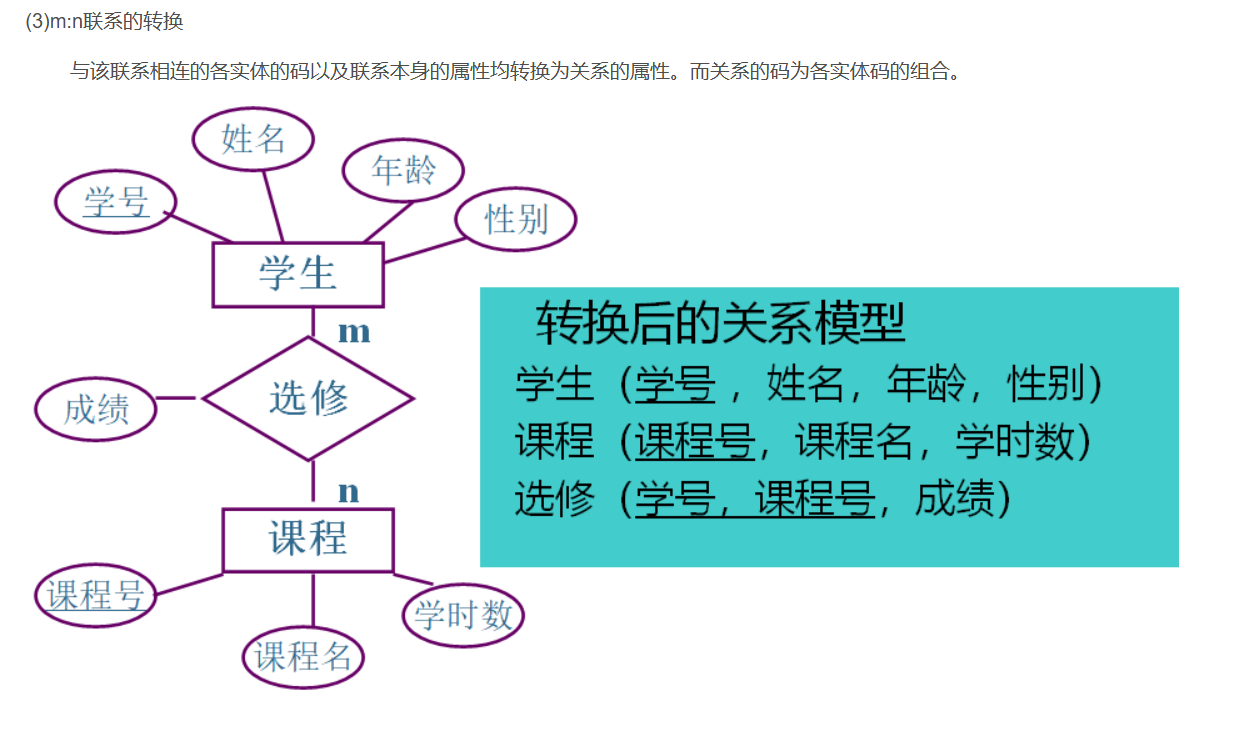 (3)m:n联系的转换
与该联系相连的各实体的码以及联系本身的属性均转换为关系的属性。而关系的码为各实体码的组合。
姓名
年龄
学号
性别
学生
m
选修
成绩
n
课程
课程号
学时数
课程名
转换后的关系模型
学生（学号 ，姓名，年龄，性别）
课程（课程号，课程名，学时数）
选修（学号，课程号，成绩）